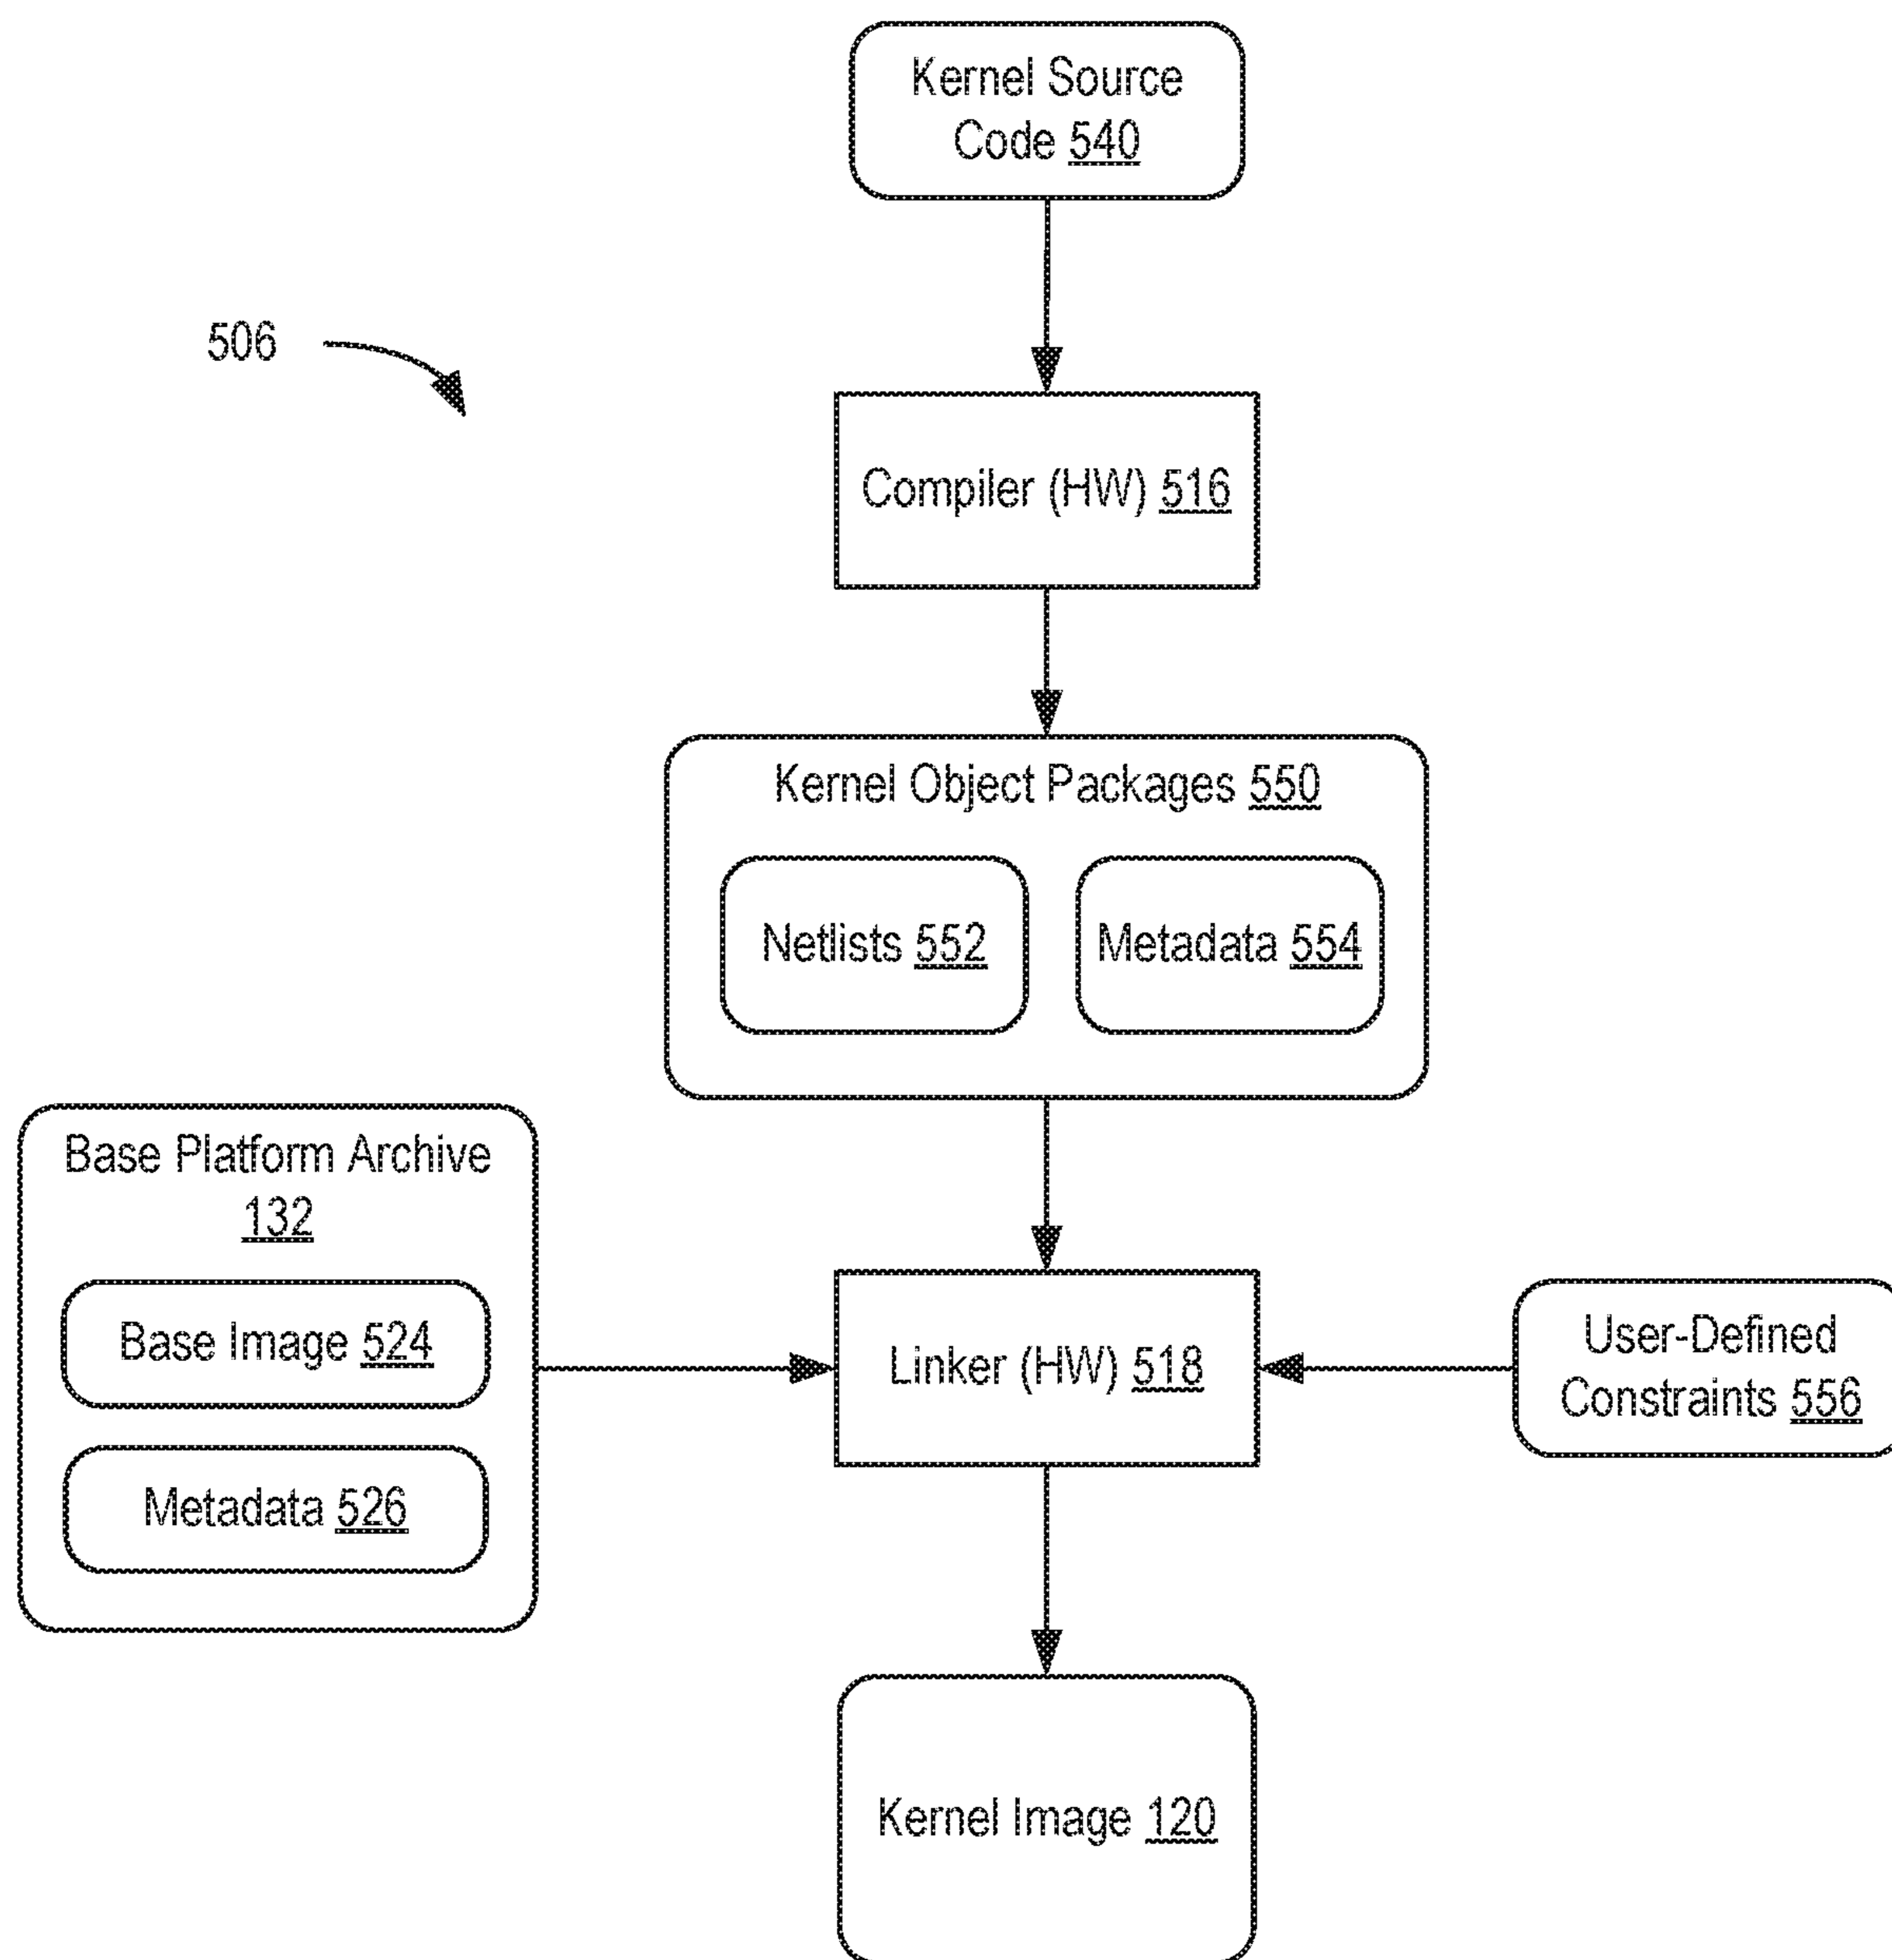 Kernel Source
Code 540
506
Compiler (HW) 516
Kernel Object Packages 550
Netlists 552
Metadata 554
Base Platform Archive
132
Base Image 524
Metadata 526
Linker (HW) 518
User-Defined
Constraints 556
Kernel Image 120